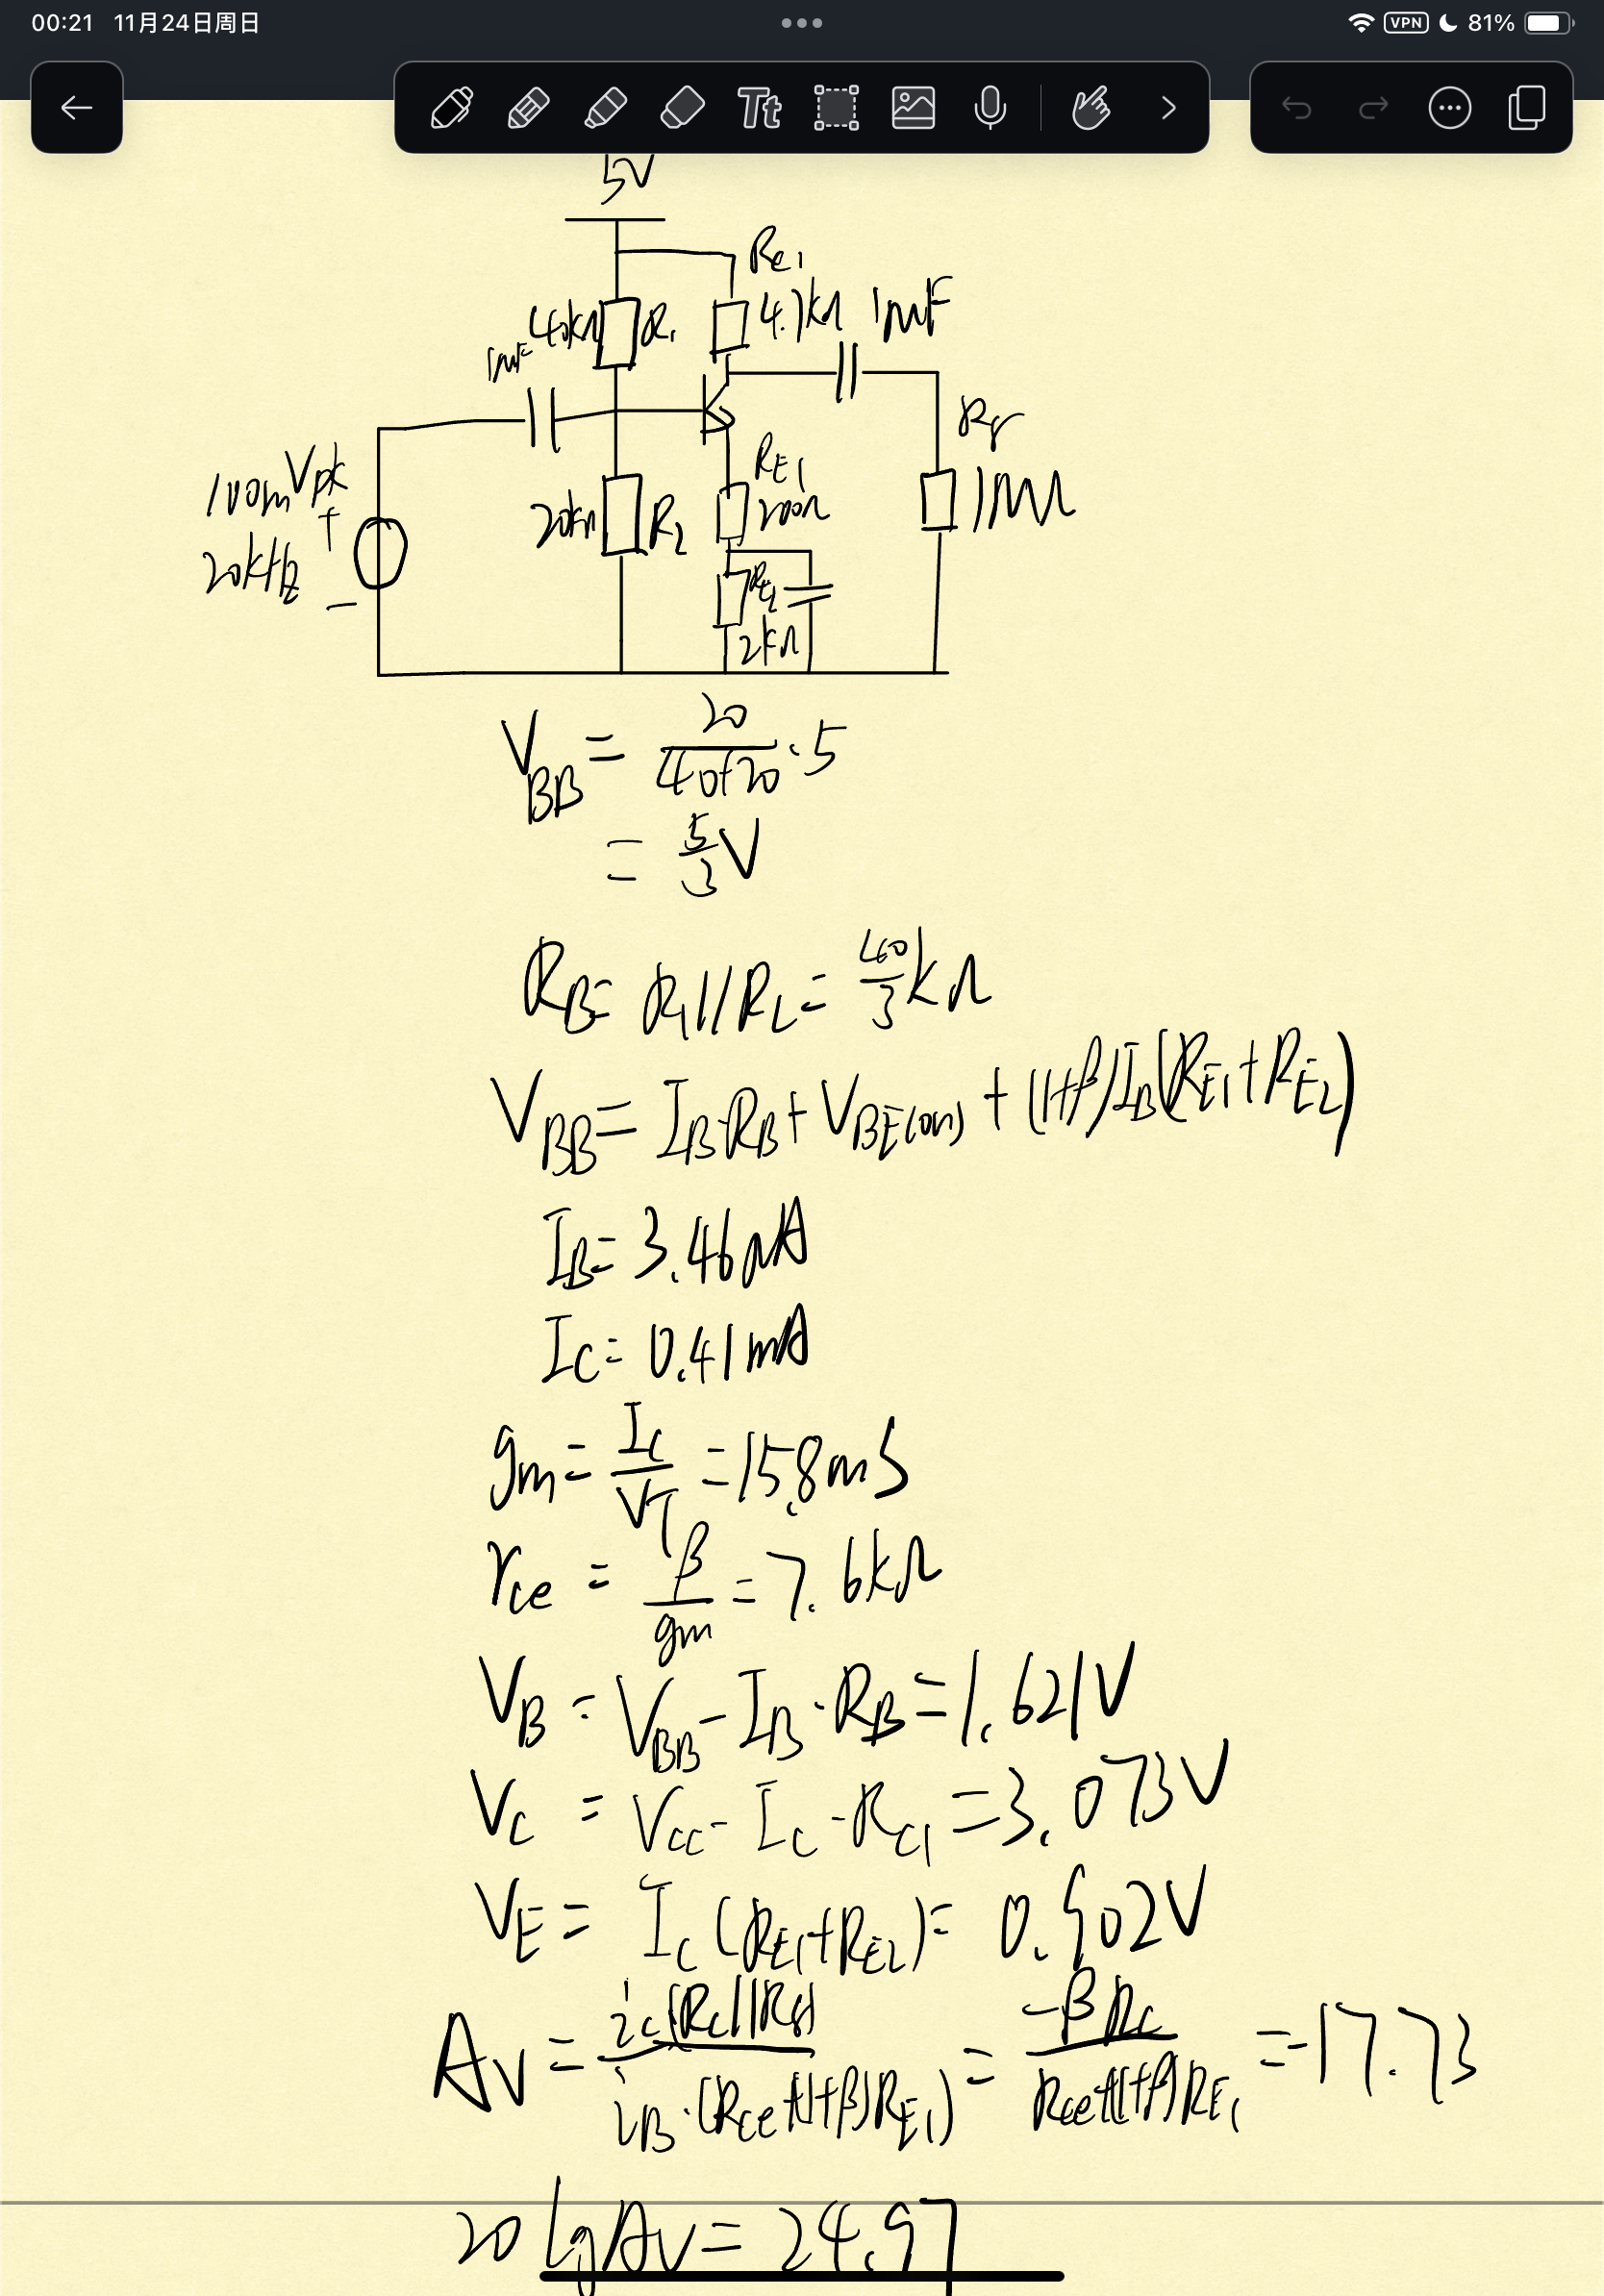 00:21 11月24日周日
VPN 81%
Tt
5V
Rc1
40kΩ R1 4.7kΩ 1mF
1mF
Rr
100mVpk
+
RE1
20kΩ R2 200Ω 1MΩ
20kHz
−
RE2
2kΩ
VBB = 20/(40+20) · 5
= 5/3 V
RB = R1//R2 = 40/3 kΩ
VBB = IB·RB + VBE(on) + (1+β)IB(RE1+RE2)
IB = 3.46μA
IC = 0.41mA
gm = IC/VT = 15.8mS
rce = β/gm = 7.6kΩ
VB = VBB − IB·RB = 1.621V
VC = VCC − IC·RC1 = 3.073V
VE = IC(RE1+RE2) = 0.902V
AV = ic(Rc||Rr)/iB·(Rce+(1+β)RE1) = −βRc/Rce+(1+β)RE1 = −17.73
20lgAV = 24.97